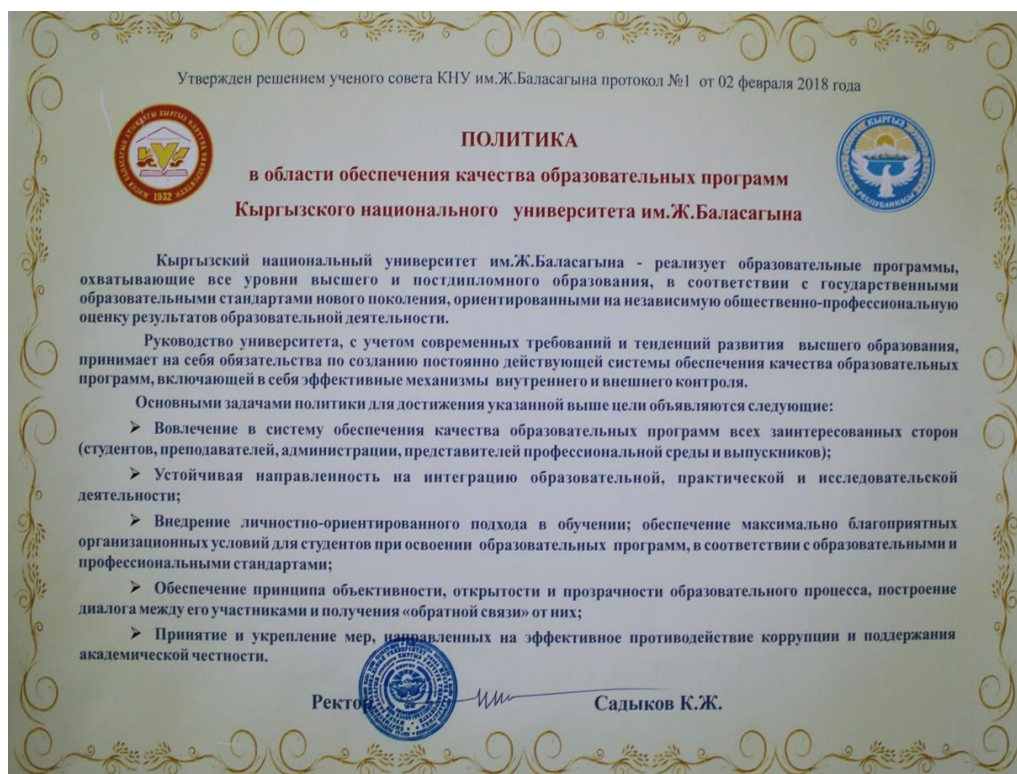 Утвержден решением ученого совета КНУ им.Ж.Баласагына протокол №1 от 02 февраля 2018 года
ПОЛИТИКА
в области обеспечения качества образовательных программ
Кыргызского национального университета им.Ж.Баласагына
1932
КЫРГЫЗ
РЕСПУБЛИКАСЫ
Кыргызский национальный университет им.Ж.Баласагына - реализует образовательные программы,
охватывающие все уровни высшего и постдипломного образования, в соответствии с государственными
образовательными стандартами нового поколения, ориентированными на независимую общественно-профессиональную
оценку результатов образовательной деятельности.
Руководство университета, с учетом современных требований и тенденций развития высшего образования,
принимает на себя обязательства по созданию постоянно действующей системы обеспечения качества образовательных
программ, включающей в себя эффективные механизмы внутреннего и внешнего контроля.
Основными задачами политики для достижения указанной выше цели объявляются следующие:
➢ Вовлечение в систему обеспечения качества образовательных программ всех заинтересованных сторон
(студентов, преподавателей, администрации, представителей профессиональной среды и выпускников);
➢ Устойчивая направленность на интеграцию образовательной, практической и исследовательской
деятельности;
➢ Внедрение личностно-ориентированного подхода в обучении; обеспечение максимально благоприятных
организационных условий для студентов при освоении образовательных программ, в соответствии с образовательными и
профессиональными стандартами;
➢ Обеспечение принципа объективности, открытости и прозрачности образовательного процесса, построение
диалога между его участниками и получения «обратной связи» от них;
➢ Принятие и укрепление мер, направленных на эффективное противодействие коррупции и поддержания
академической честности.
Ректор Садыков К.Ж.